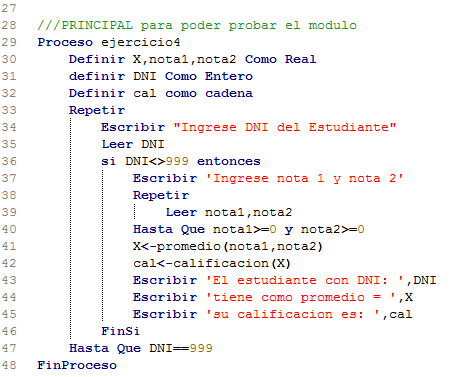 27
28 ///PRINCIPAL para poder probar el modulo
29 Proceso ejercicio4
30 Definir X,nota1,nota2 Como Real
31 definir DNI Como Entero
32 Definir cal como cadena
33 Repetir
34 Escribir "Ingrese DNI del Estudiante"
35 Leer DNI
36 si DNI<>999 entonces
37 Escribir 'Ingrese nota 1 y nota 2'
38 Repetir
39 Leer nota1,nota2
40 Hasta Que nota1>=0 y nota2>=0
41 X<-promedio(nota1,nota2)
42 cal<-calificacion(X)
43 Escribir 'El estudiante con DNI: ',DNI
44 Escribir 'tiene como promedio = ',X
45 Escribir 'su calificacion es: ',cal
46 FinSi
47 Hasta Que DNI==999
48 FinProceso